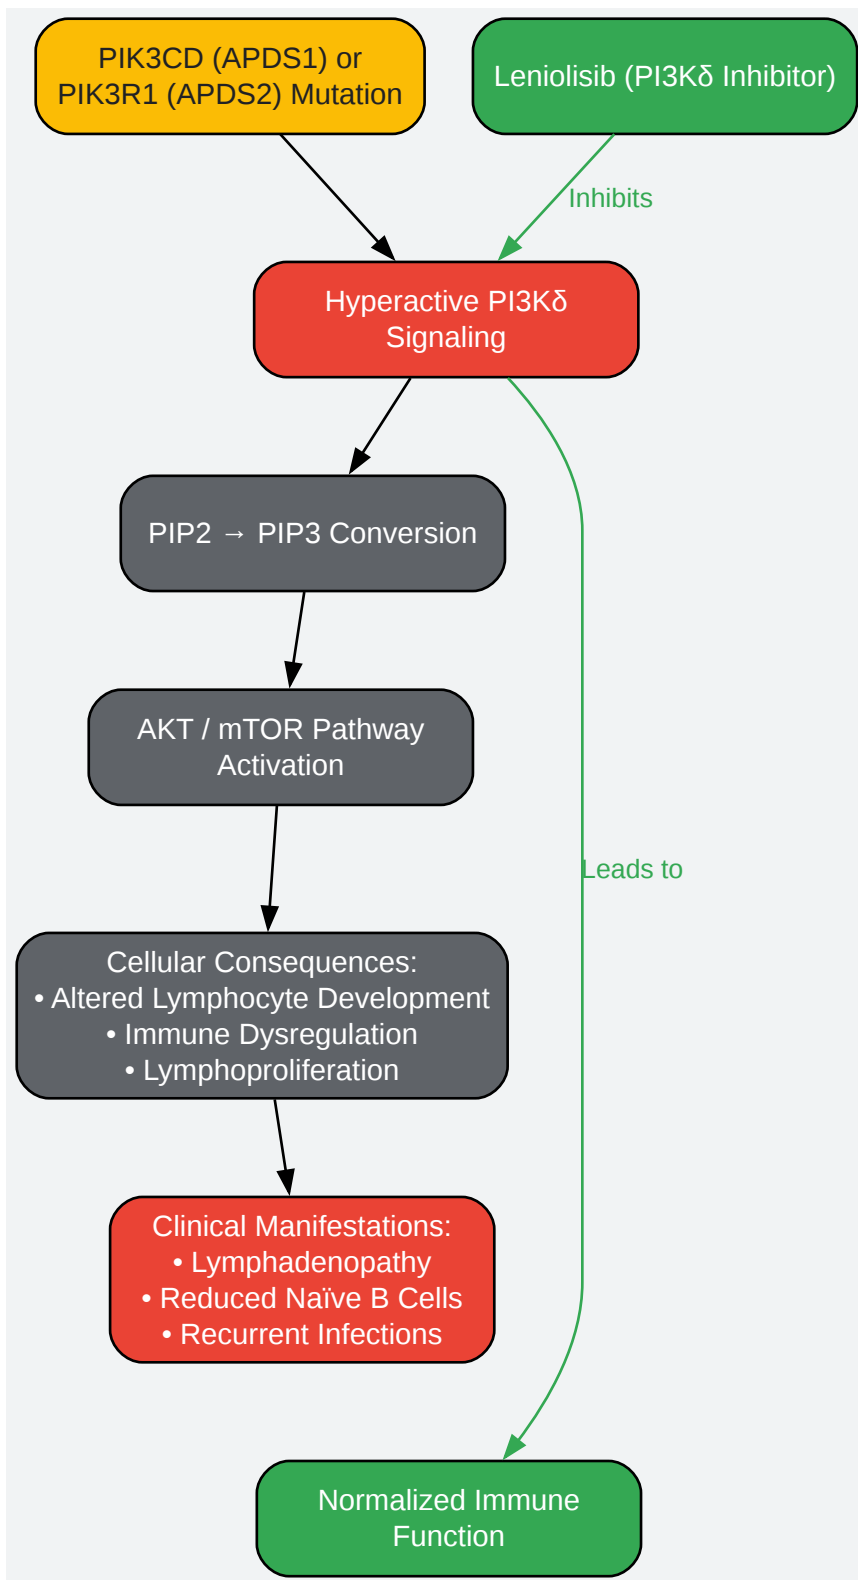 PIK3CD (APDS1) or
PIK3R1 (APDS2) Mutation
Leniolisib (PI3Kδ Inhibitor)
Inhibits
Hyperactive PI3Kδ
Signaling
PIP2 → PIP3 Conversion
AKT / mTOR Pathway
Activation
Leads to
Cellular Consequences:
• Altered Lymphocyte Development
• Immune Dysregulation
• Lymphoproliferation
Clinical Manifestations:
• Lymphadenopathy
• Reduced Naïve B Cells
• Recurrent Infections
Normalized Immune
Function